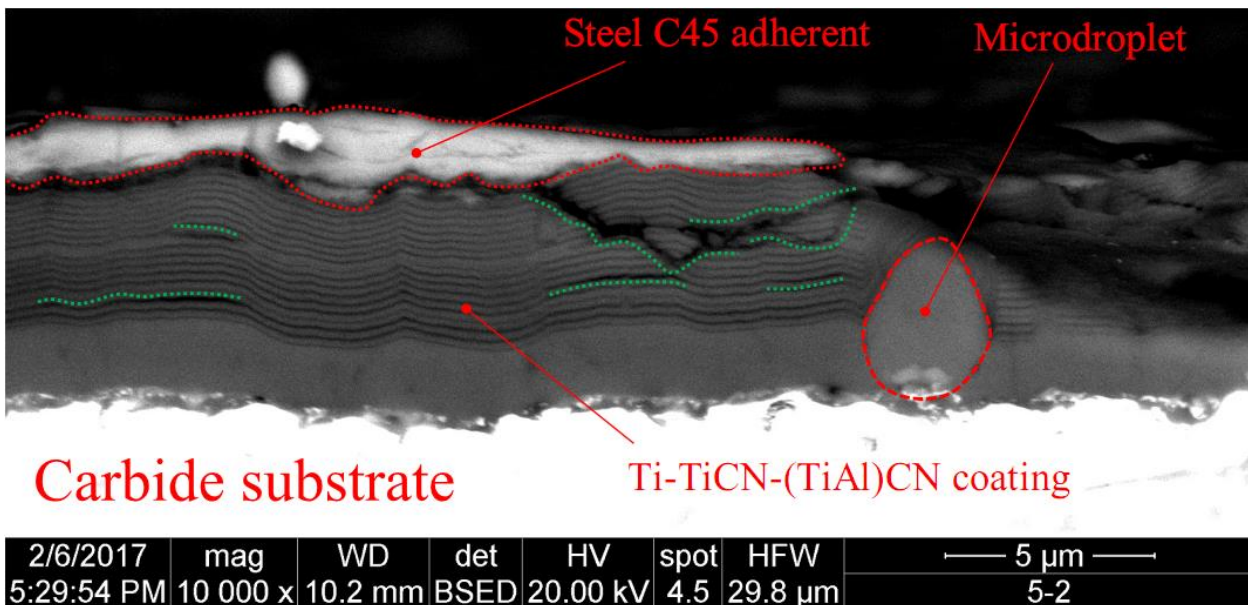 Steel C45 adherent
Microdroplet
Carbide substrate
Ti-TiCN-(TiAl)CN coating
2/6/2017 mag WD det HV spot HFW 5 µm
5:29:54 PM 10 000 x 10.2 mm BSED 20.00 kV 4.5 29.8 µm 5-2